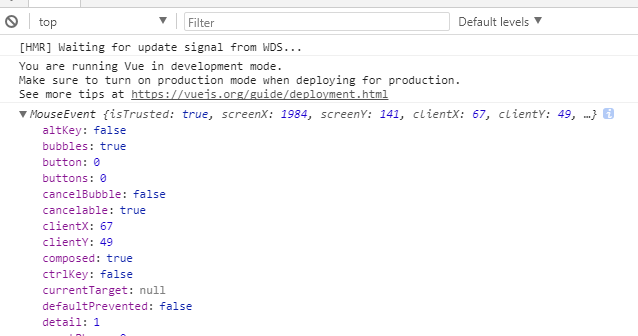 top ▼ Filter Default levels ▼
[HMR] Waiting for update signal from WDS...
You are running Vue in development mode.
Make sure to turn on production mode when deploying for production.
See more tips at https://vuejs.org/guide/deployment.html
▼MouseEvent {isTrusted: true, screenX: 1984, screenY: 141, clientX: 67, clientY: 49, …} i
altKey: false
bubbles: true
button: 0
buttons: 0
cancelBubble: false
cancelable: true
clientX: 67
clientY: 49
composed: true
ctrlKey: false
currentTarget: null
defaultPrevented: false
detail: 1